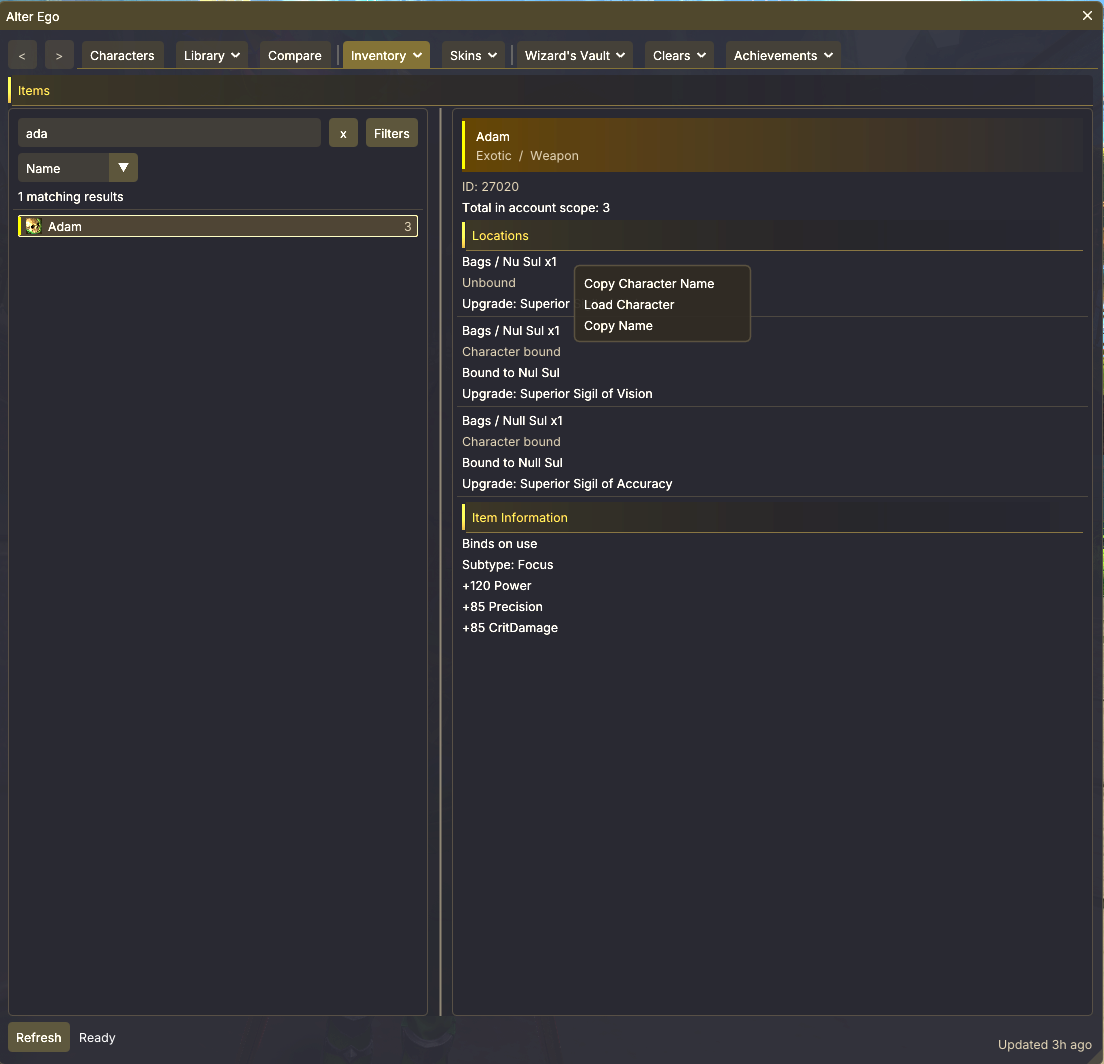 Alter Ego
< > Characters Library Compare Inventory Skins Wizard's Vault Clears Achievements
Items
ada x Filters
Name
1 matching results
Adam 3
Adam
Exotic / Weapon
ID: 27020
Total in account scope: 3
Locations
Bags / Nu Sul x1
Unbound
Upgrade: Superior
Copy Character Name
Load Character
Copy Name
Bags / Nul Sul x1
Character bound
Bound to Nul Sul
Upgrade: Superior Sigil of Vision
Bags / Null Sul x1
Character bound
Bound to Null Sul
Upgrade: Superior Sigil of Accuracy
Item Information
Binds on use
Subtype: Focus
+120 Power
+85 Precision
+85 CritDamage
Refresh Ready
Updated 3h ago